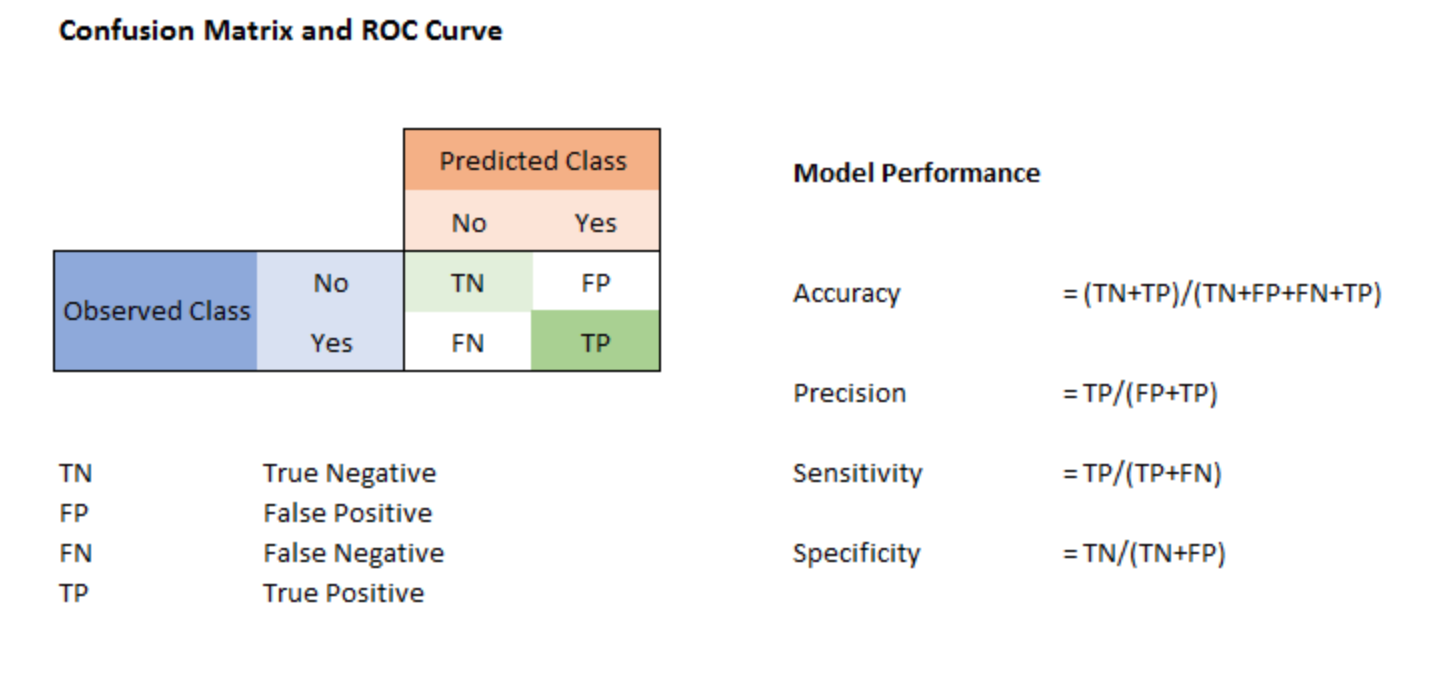 Confusion Matrix and ROC Curve
Predicted Class
No Yes
Observed Class
No TN FP
Yes FN TP
TN True Negative
FP False Positive
FN False Negative
TP True Positive
Model Performance
Accuracy = (TN+TP)/(TN+FP+FN+TP)
Precision = TP/(FP+TP)
Sensitivity = TP/(TP+FN)
Specificity = TN/(TN+FP)